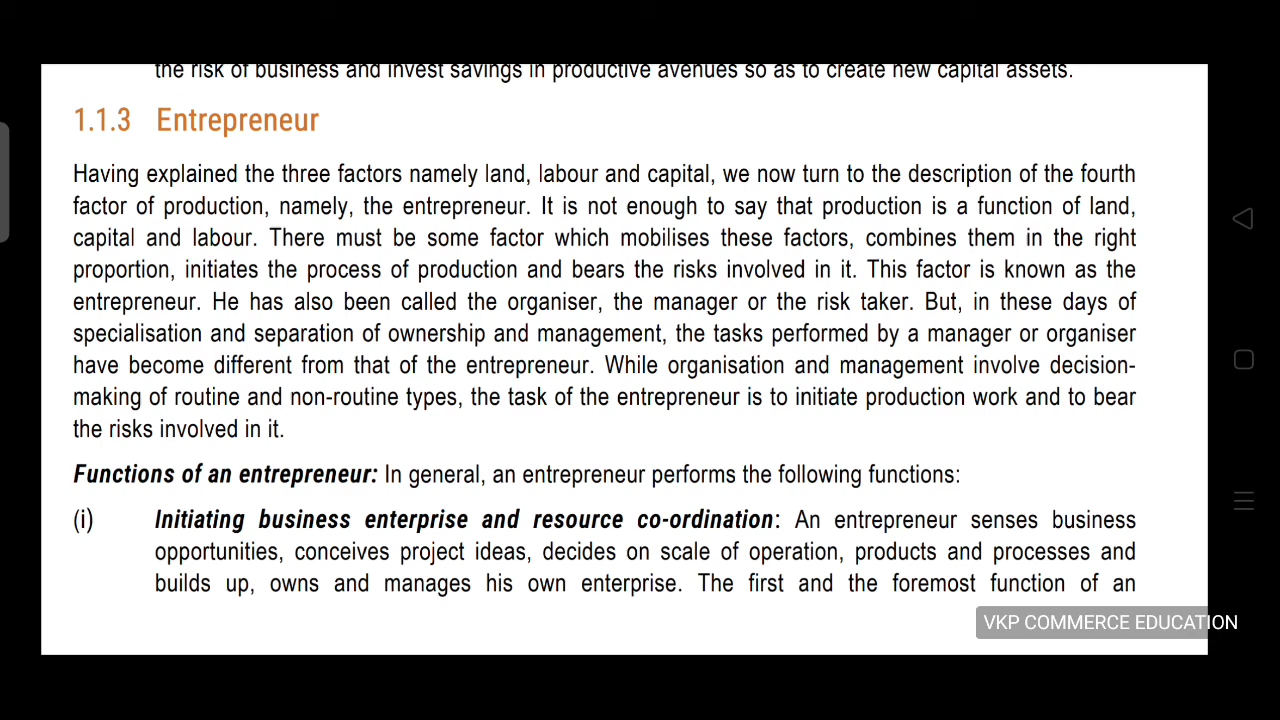 the risk of business and invest savings in productive avenues so as to create new capital assets.
1.1.3 Entrepreneur
Having explained the three factors namely land, labour and capital, we now turn to the description of the fourth
factor of production, namely, the entrepreneur. It is not enough to say that production is a function of land,
capital and labour. There must be some factor which mobilises these factors, combines them in the right
proportion, initiates the process of production and bears the risks involved in it. This factor is known as the
entrepreneur. He has also been called the organiser, the manager or the risk taker. But, in these days of
specialisation and separation of ownership and management, the tasks performed by a manager or organiser
have become different from that of the entrepreneur. While organisation and management involve decision-
making of routine and non-routine types, the task of the entrepreneur is to initiate production work and to bear
the risks involved in it.
Functions of an entrepreneur: In general, an entrepreneur performs the following functions:
(i) Initiating business enterprise and resource co-ordination: An entrepreneur senses business
opportunities, conceives project ideas, decides on scale of operation, products and processes and
builds up, owns and manages his own enterprise. The first and the foremost function of an
VKP COMMERCE EDUCATION